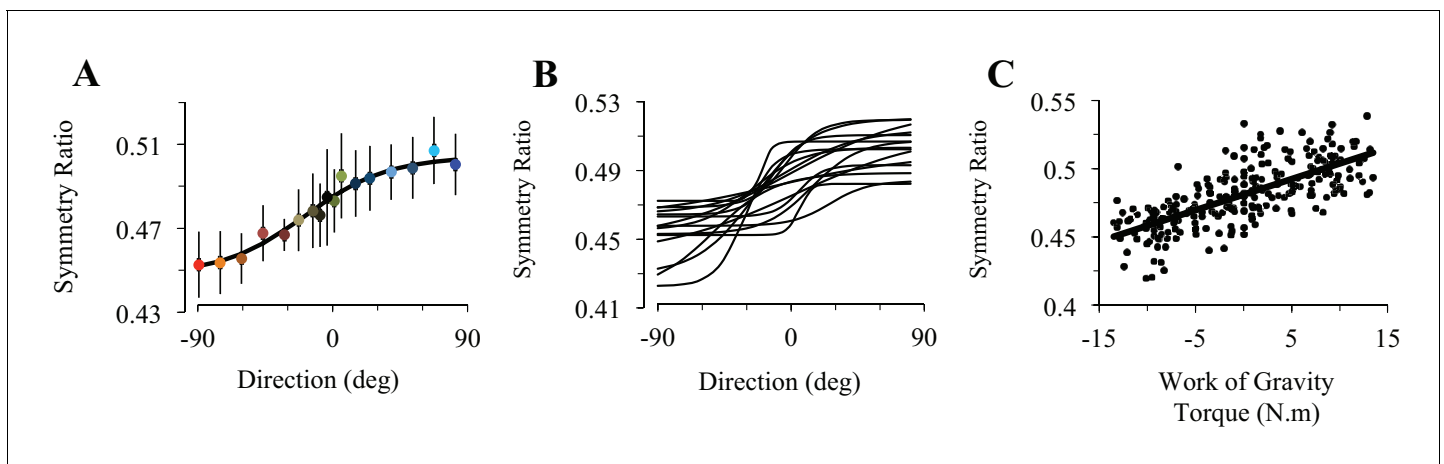 A
Symmetry Ratio
0.51
0.47
0.43
-90 0 90
Direction (deg)
B
Symmetry Ratio
0.53
0.49
0.45
0.41
-90 0 90
Direction (deg)
C
Symmetry Ratio
0.55
0.5
0.45
0.4
-15 -5 5 15
Work of Gravity
Torque (N.m)